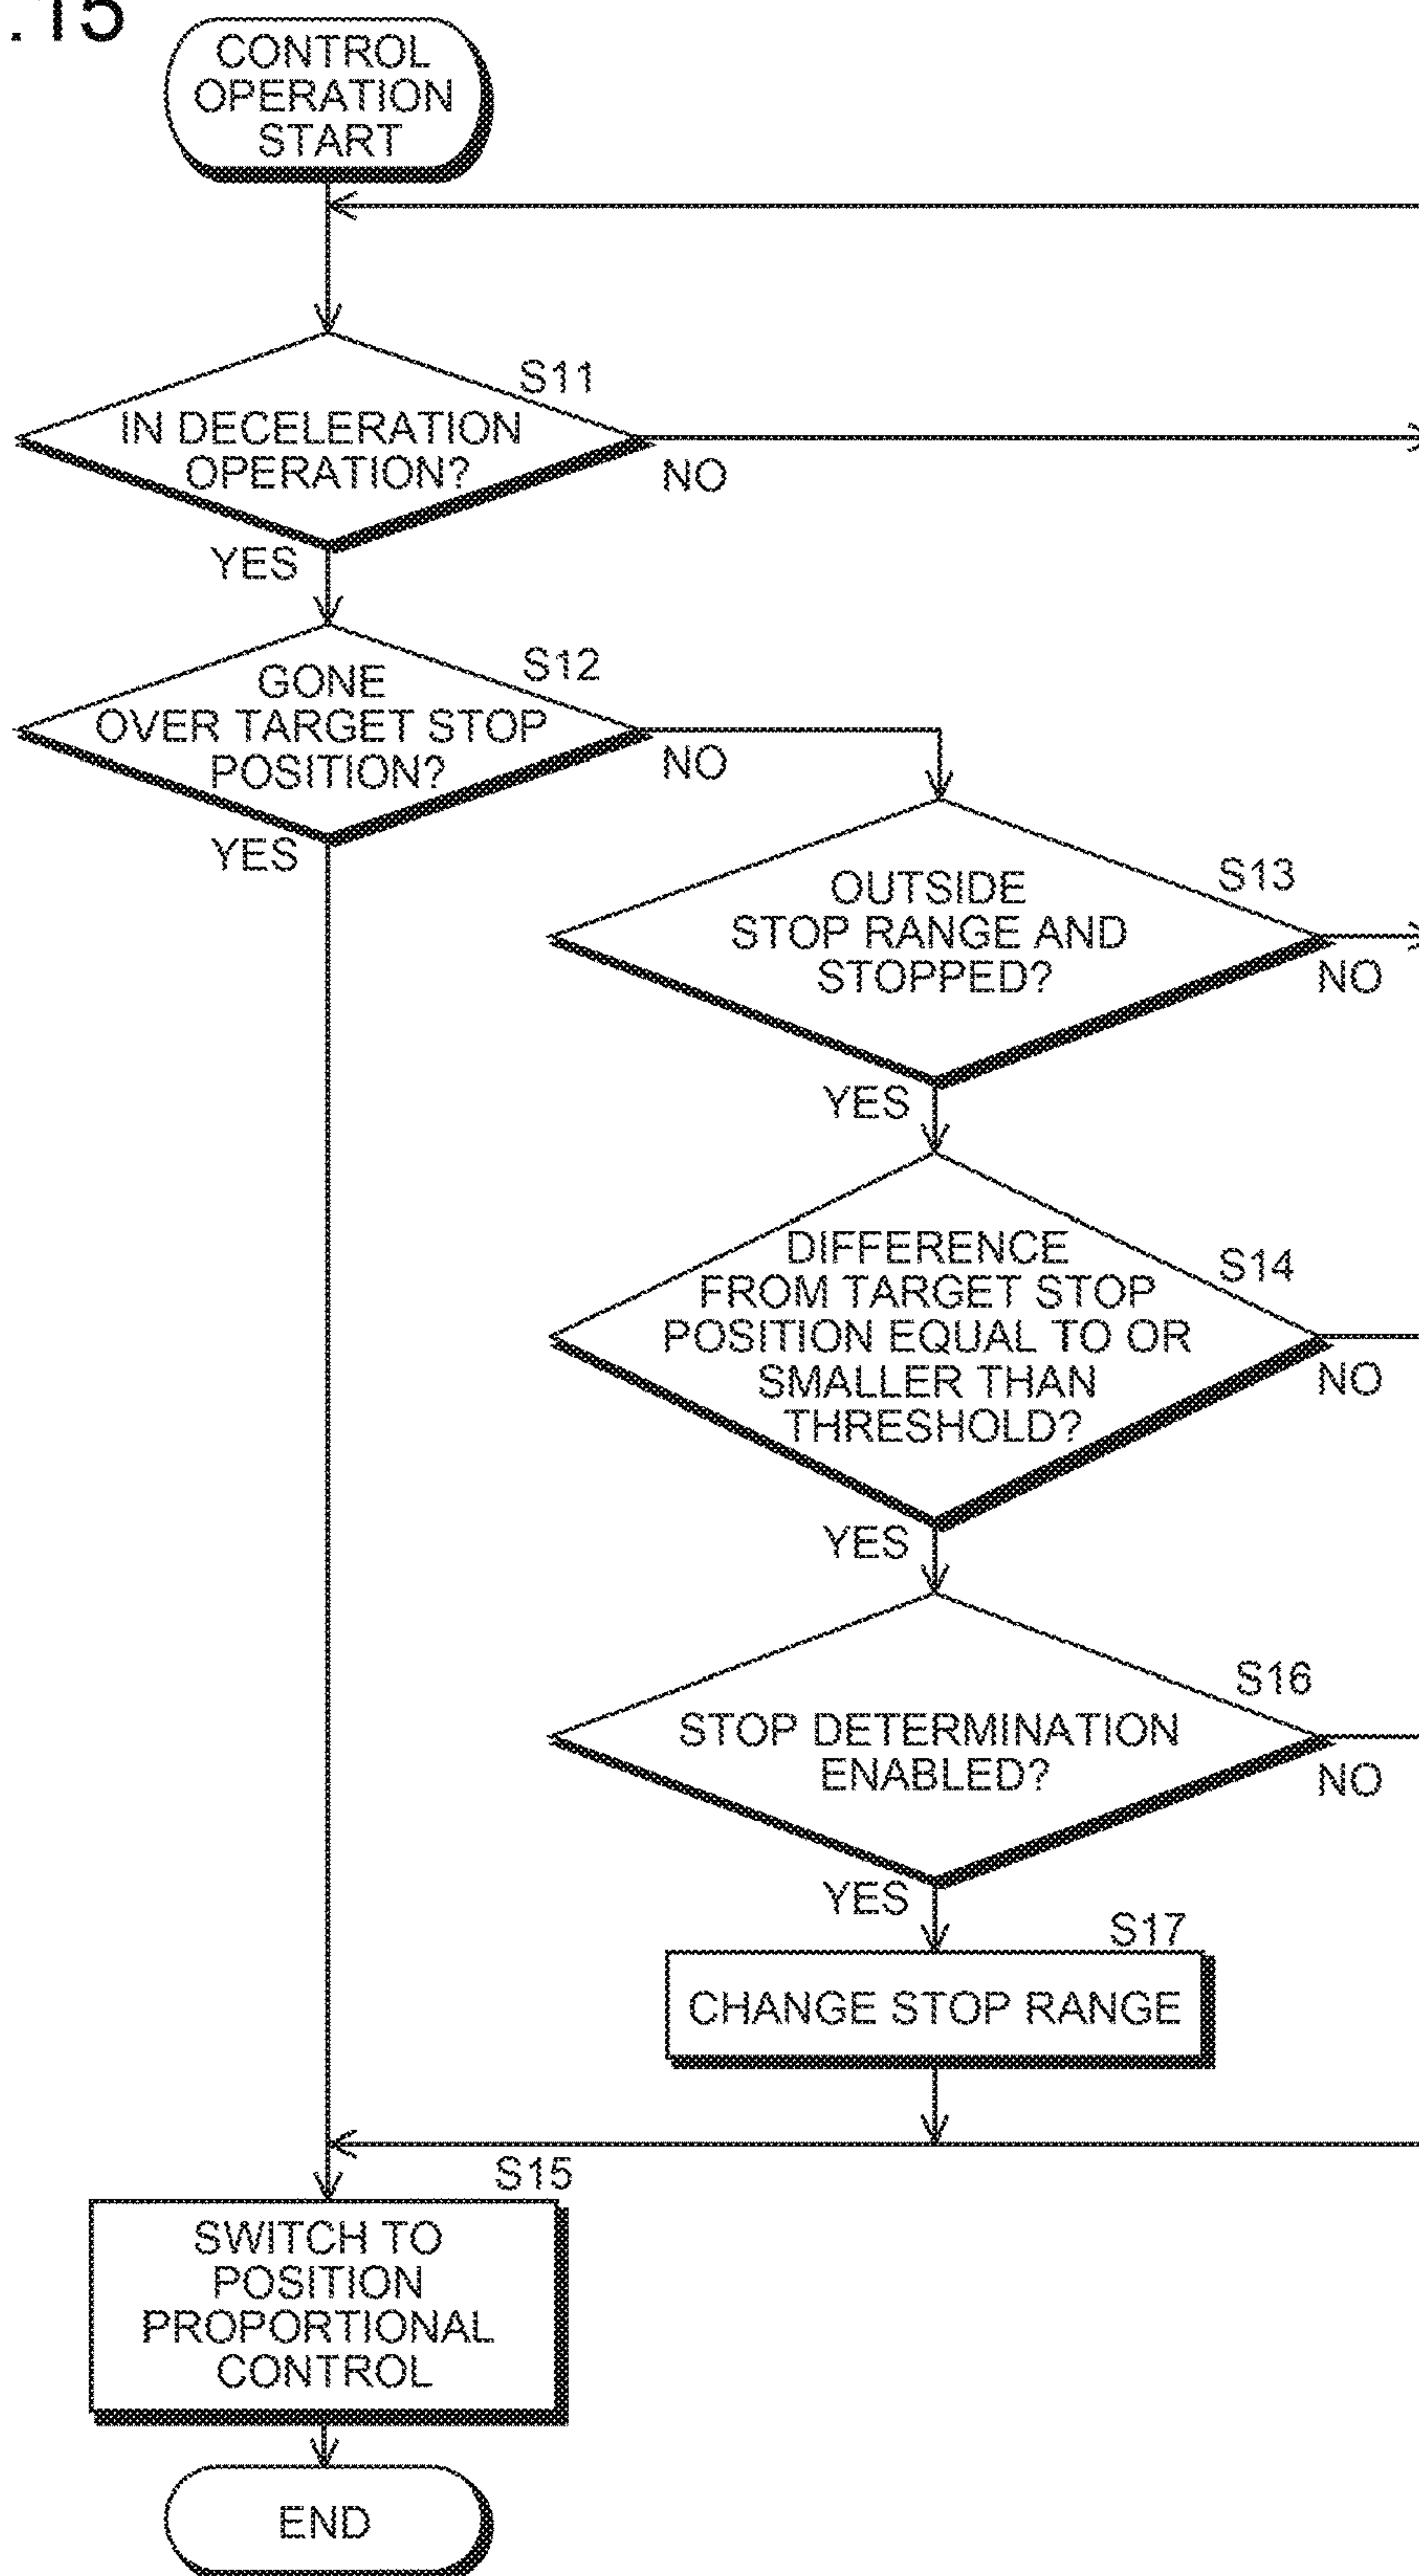 .15
CONTROL
OPERATION
START
S11
IN DECELERATION
OPERATION?
NO
YES
S12
GONE
OVER TARGET STOP
POSITION?
NO
YES
S13
OUTSIDE
STOP RANGE AND
STOPPED?
NO
YES
S14
DIFFERENCE
FROM TARGET STOP
POSITION EQUAL TO OR
SMALLER THAN
THRESHOLD?
NO
YES
S16
STOP DETERMINATION
ENABLED?
NO
YES
S17
CHANGE STOP RANGE
S15
SWITCH TO
POSITION
PROPORTIONAL
CONTROL
END